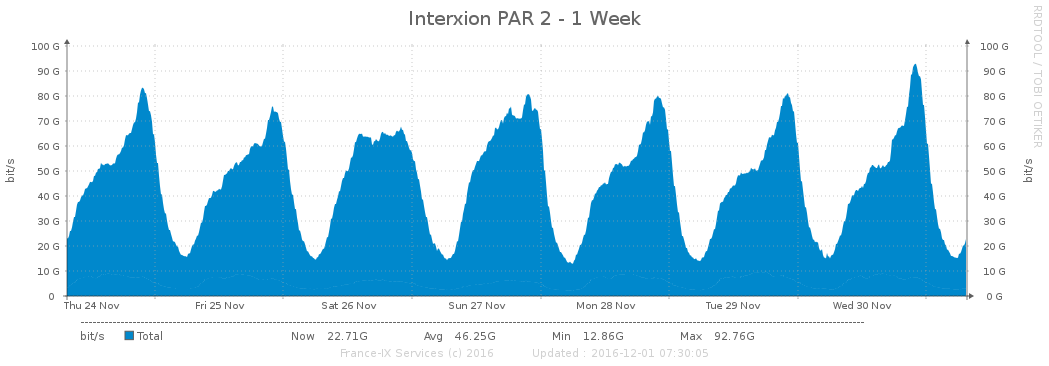 Interxion PAR 2 - 1 Week
RRDTOOL / TOBI OETIKER
bit/s
100 G
90 G
80 G
70 G
60 G
50 G
40 G
30 G
20 G
10 G
0
100 G
90 G
80 G
70 G
60 G
50 G
40 G
30 G
20 G
10 G
0 G
bit/s
Thu 24 Nov Fri 25 Nov Sat 26 Nov Sun 27 Nov Mon 28 Nov Tue 29 Nov Wed 30 Nov
bit/s Total Now 22.71G Avg 46.25G Min 12.86G Max 92.76G
France-IX Services (c) 2016 Updated : 2016-12-01 07:30:05